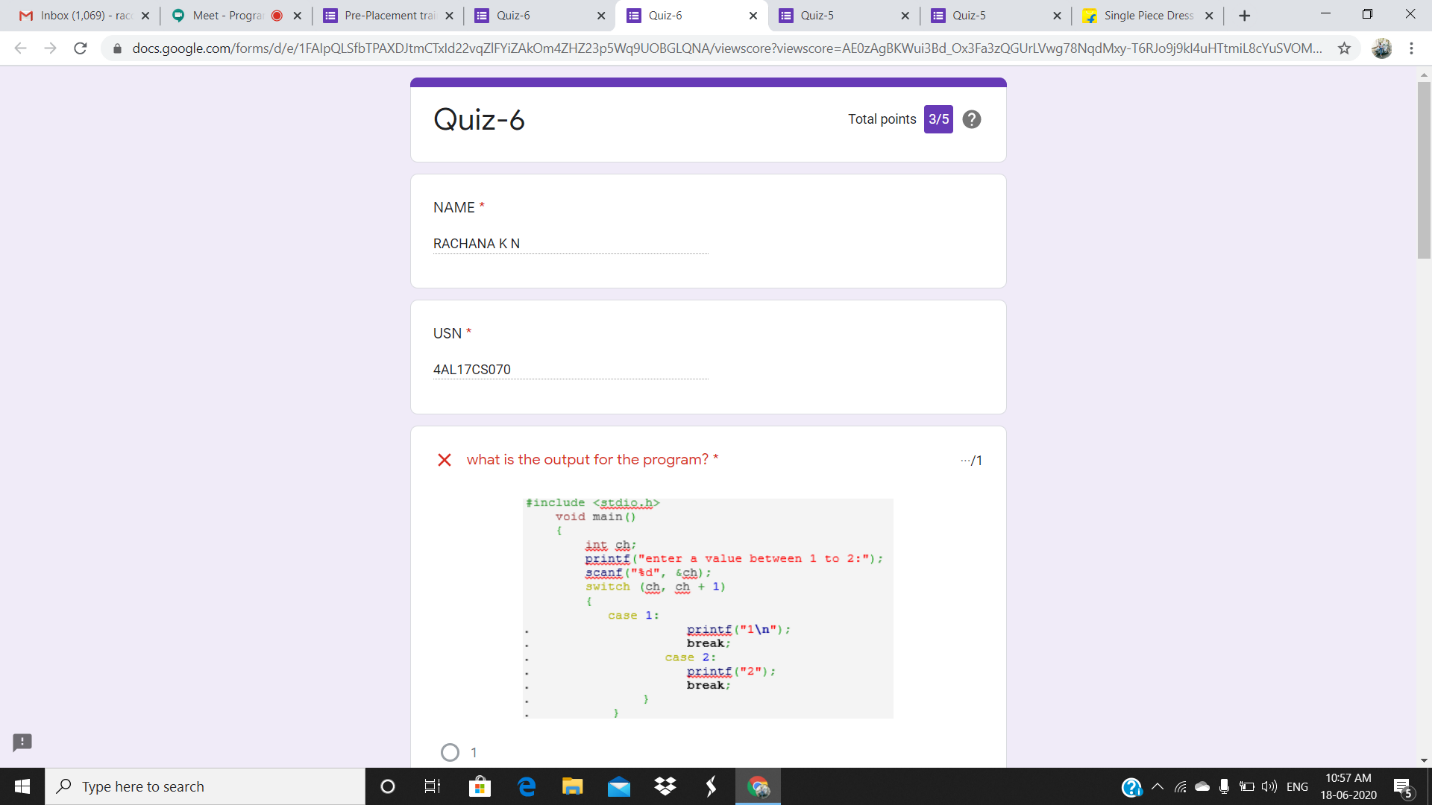 Inbox (1,069) - rac
Meet - Progra
Pre-Placement trai
Quiz-6
Quiz-6
Quiz-5
Quiz-5
Single Piece Dress
docs.google.com/forms/d/e/1FAIpQLSfbTPAXDJtmCTxId22vqZlFYiZAkOm4ZHZ23p5Wq9UOBGLQNA/viewscore?viewscore=AE0zAgBKWui3Bd_Ox3Fa3zQGUrLVwg78NqdMxy-T6RJo9j9kI4uHTtmiL8cYuSVOM...
Quiz-6
Total points 3/5
NAME *
RACHANA K N
USN *
4AL17CS070
what is the output for the program? *
···/1
#include <stdio.h>
void main()
{
int ch;
printf("enter a value between 1 to 2:");
scanf("%d", &ch);
switch (ch, ch + 1)
{
case 1:
. printf("1\n");
. break;
. case 2:
. printf("2");
. break;
. }
. }
1
Type here to search
ENG
10:57 AM
18-06-2020
5